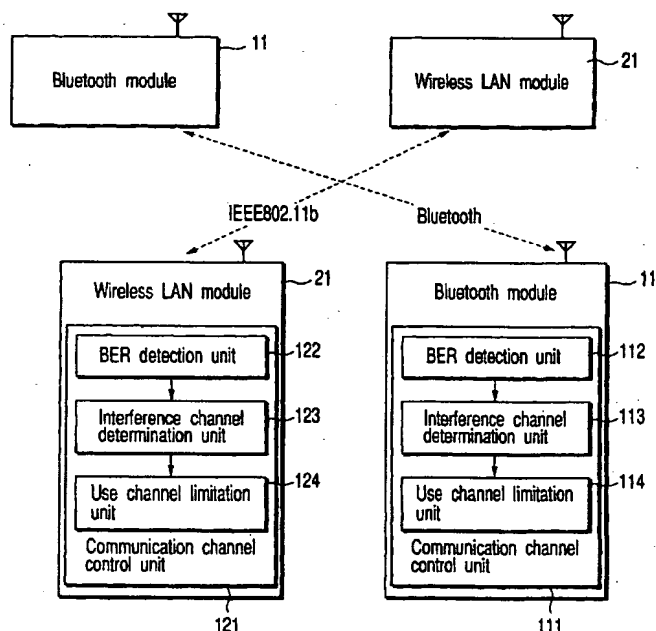 11
Bluetooth module
21
Wireless LAN module
IEEE802.11b
Bluetooth
Wireless LAN module
21
BER detection unit
122
Interference channel
determination unit
123
Use channel limitation
unit
124
Communication channel
control unit
121
Bluetooth module
11
BER detection unit
112
Interference channel
determination unit
113
Use channel limitation
unit
114
Communication channel
control unit
111